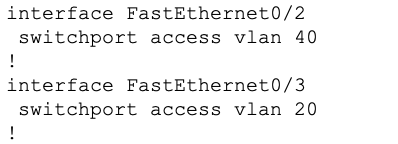 interface FastEthernet0/2
 switchport access vlan 40
!
interface FastEthernet0/3
 switchport access vlan 20
!